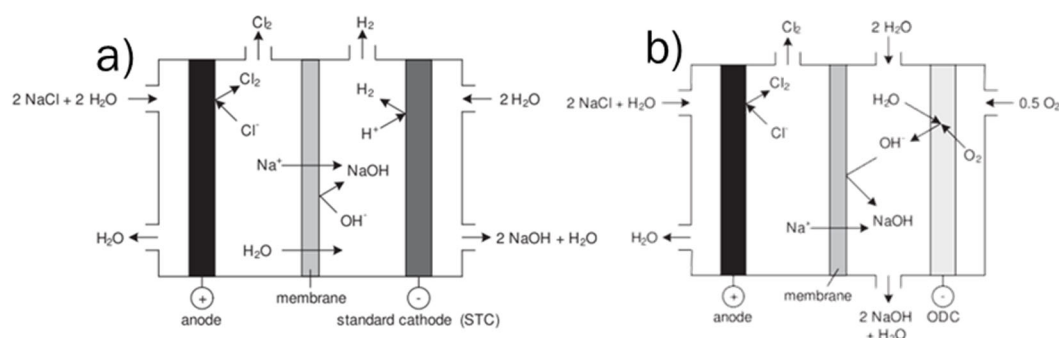 a)
Cl₂
H₂
2 NaCl + 2 H₂O
Cl₂
Cl⁻
H₂
H⁺
2 H₂O
Na⁺
NaOH
OH⁻
H₂O
H₂O
2 NaOH + H₂O
+
membrane
-
anode
standard cathode (STC)
b)
Cl₂
2 H₂O
2 NaCl + H₂O
Cl₂
Cl⁻
H₂O
0.5 O₂
OH⁻
O₂
NaOH
Na⁺
H₂O
+
membrane
-
anode
2 NaOH
+ H₂O
ODC